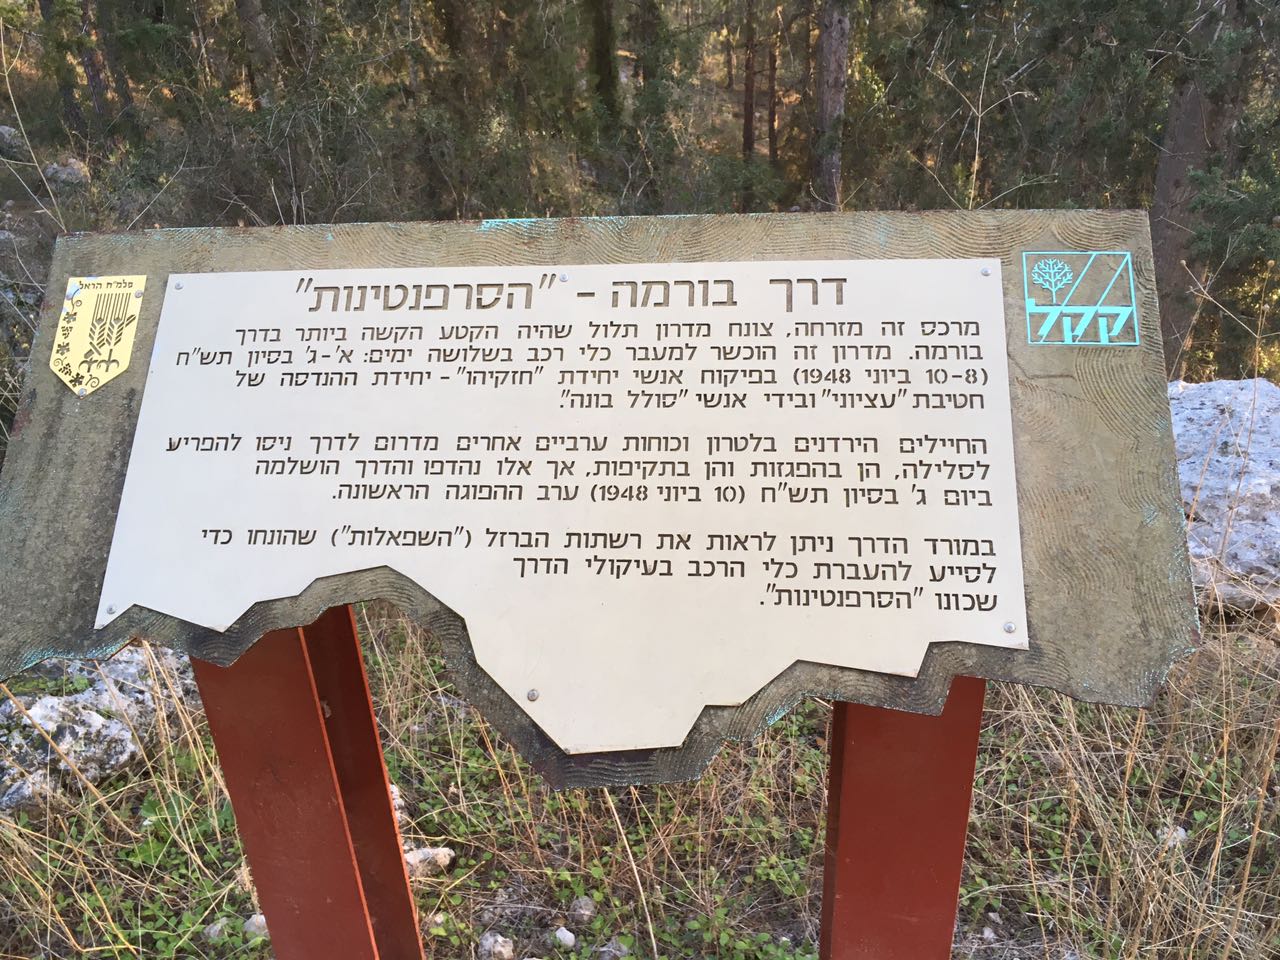 דרך בורמה - "הסרפנטינות"
מרכס זה מזרחה, צונח מדרון תלול שהיה הקטע הקשה ביותר בדרך
בורמה. מדרון זה הוכשר למעבר כלי רכב בשלושה ימים: א'-ג' בסיון תש"ח
(10-8 ביוני 1948) בפיקוח אנשי יחידת "חזקיהו"- יחידת ההנדסה של
חטיבת "עציוני" ובידי אנשי "סולל בונה".
החיילים הירדנים בלטרון וכוחות ערביים אחרים מדרום לדרך ניסו להפריע
לסלילה, הן בהפגזות והן בתקיפות, אך אלו נהדפו והדרך הושלמה
ביום ג' בסיון תש"ח (10 ביוני 1948) ערב ההפוגה הראשונה.
במורד הדרך ניתן לראות את רשתות הברזל ("השפאלות") שהונחו כדי
לסייע להעברת כלי הרכב בעיקולי הדרך
שכונו "הסרפנטינות".
קקל
פלמ"ח הראל